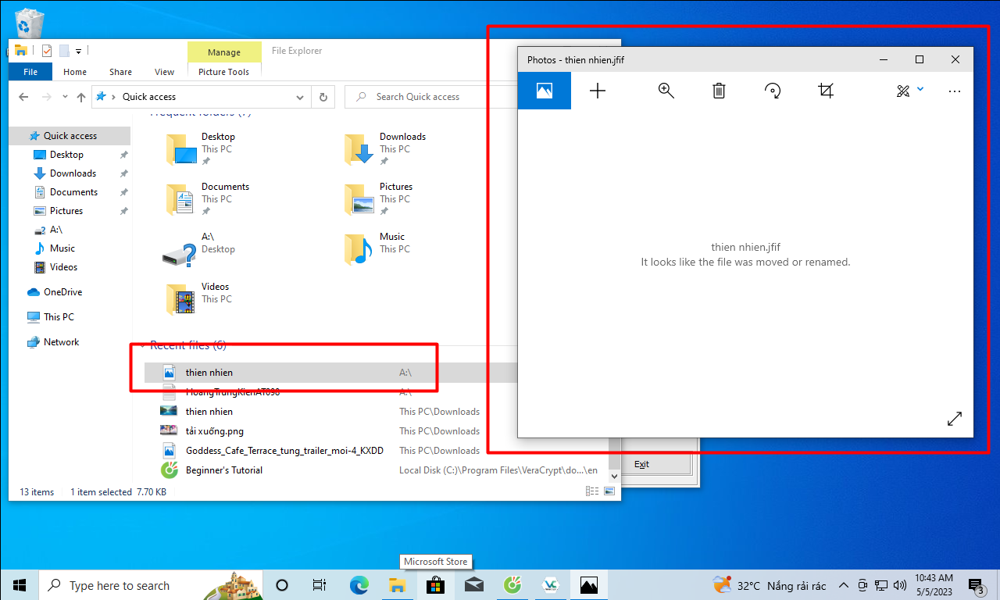 File Explorer
Manage
File
Home
Share
View
Picture Tools
Quick access
Search Quick access
Frequent folders (7)
Quick access
Desktop
Downloads
Documents
Pictures
A:\
Music
Videos
OneDrive
This PC
Network
Desktop
This PC
Downloads
This PC
Documents
This PC
Pictures
This PC
A:\
Desktop
Music
This PC
Videos
This PC
Recent files (6)
thien nhien A:\
HoangTrungKienAT098 A:\
thien nhien This PC\Downloads
tải xuống.png This PC\Downloads
Goddess_Cafe_Terrace_tung_trailer_moi-4_KXDD This PC\Downloads
Beginner's Tutorial Local Disk (C:)\Program Files\VeraCrypt\do...\en
13 items 1 item selected 7.70 KB
Photos - thien nhien.jfif
thien nhien.jfif
It looks like the file was moved or renamed.
Exit
Microsoft Store
Type here to search
32°C Nắng rải rác
10:43 AM
5/5/2023
3